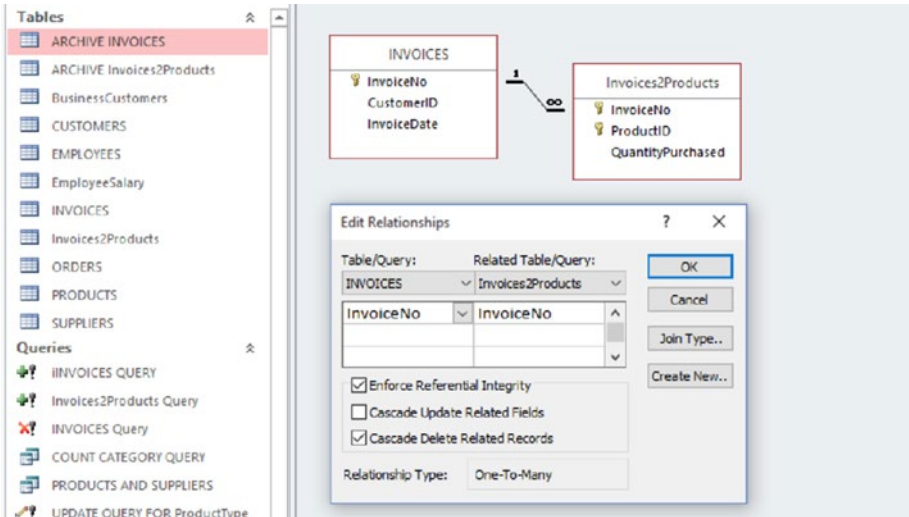 Tables
ARCHIVE INVOICES
ARCHIVE Invoices2Products
BusinessCustomers
CUSTOMERS
EMPLOYEES
EmployeeSalary
INVOICES
Invoices2Products
ORDERS
PRODUCTS
SUPPLIERS
Queries
iINVOICES QUERY
Invoices2Products Query
INVOICES Query
COUNT CATEGORY QUERY
PRODUCTS AND SUPPLIERS
UPDATE QUERY FOR ProductType
INVOICES
InvoiceNo
CustomerID
InvoiceDate
1
∞
Invoices2Products
InvoiceNo
ProductID
QuantityPurchased
Edit Relationships ? ×
Table/Query: Related Table/Query:
INVOICES Invoices2Products
InvoiceNo InvoiceNo
OK
Cancel
Join Type..
Create New..
Enforce Referential Integrity
Cascade Update Related Fields
Cascade Delete Related Records
Relationship Type: One-To-Many